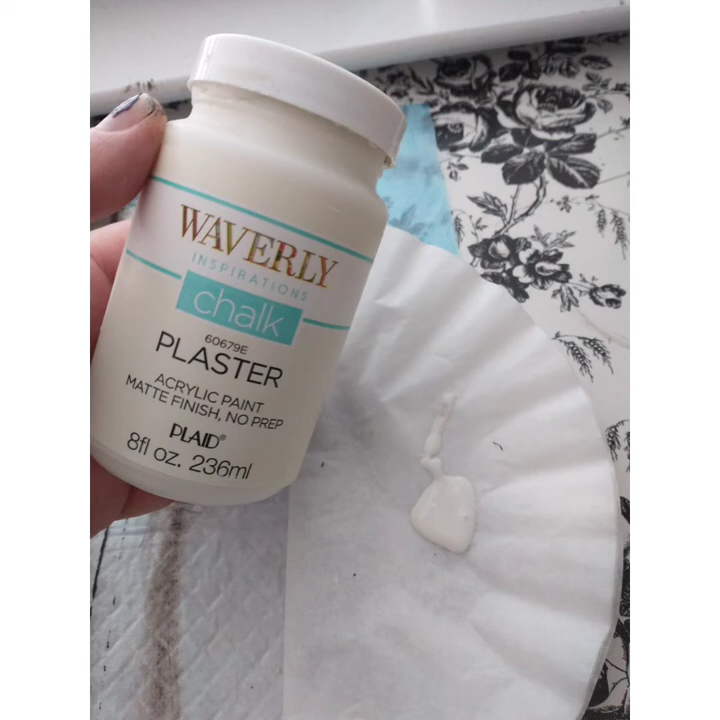 WAVERLY
INSPIRATIONS
chalk
60679E
PLASTER
ACRYLIC PAINT
MATTE FINISH, NO PREP
PLAID®
8fl oz. 236ml